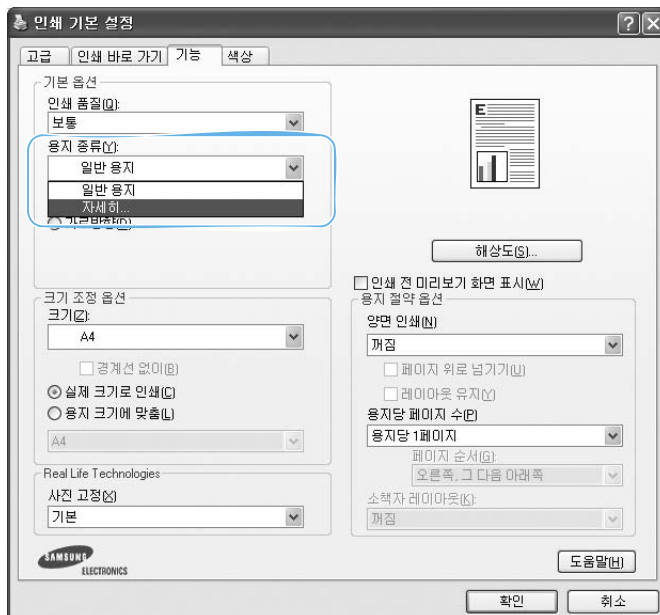 인쇄 기본 설정
고급 인쇄 바로 가기 기능 색상
기본 옵션
인쇄 품질(Q):
보통
용지 종류(Y):
일반 용지
일반 용지
자세히...
E
해상도(S)...
인쇄 전 미리보기 화면 표시(W)
크기 조정 옵션
크기(Z):
A4
경계선 없이(B)
실제 크기로 인쇄(C)
용지 크기에 맞춤(L)
A4
용지 절약 옵션
양면 인쇄(N)
꺼짐
페이지 위로 넘기기(U)
레이아웃 유지(Y)
용지당 페이지 수(P)
용지당 1페이지
페이지 순서(G):
오른쪽, 그 다음 아래쪽
소책자 레이아웃(K):
꺼짐
Real Life Technologies
사진 고정(X)
기본
SAMSUNG
ELECTRONICS
도움말(H)
확인 취소